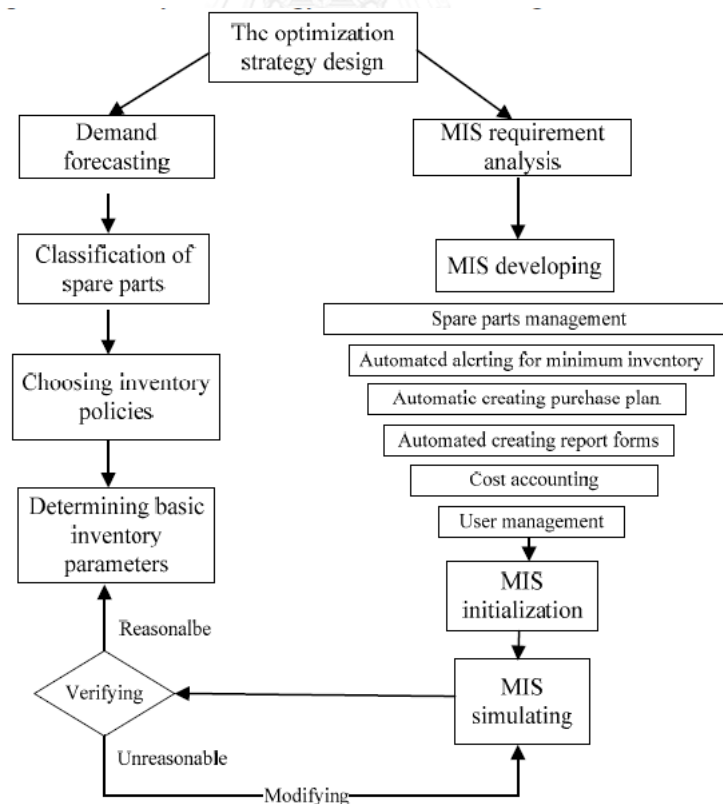 The optimization
strategy design
Demand
forecasting
MIS requirement
analysis
Classification of
spare parts
MIS developing
Spare parts management
Automated alerting for minimum inventory
Choosing inventory
policies
Automatic creating purchase plan
Automated creating report forms
Cost accounting
Determining basic
inventory
parameters
User management
MIS
initialization
Reasonalbe
Verifying
MIS
simulating
Unreasonable
Modifying